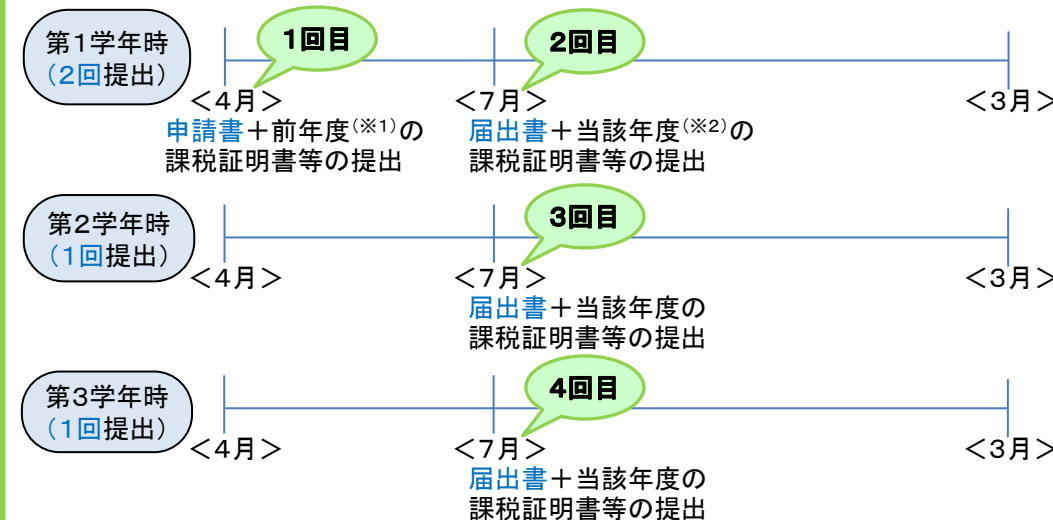 第1学年時
(2回提出)
1回目
2回目
<4月>
<7月>
<3月>
申請書+前年度(※1)の
課税証明書等の提出
届出書+当該年度(※2)の
課税証明書等の提出
第2学年時
(1回提出)
3回目
<4月>
<7月>
<3月>
届出書+当該年度の
課税証明書等の提出
第3学年時
(1回提出)
4回目
<4月>
<7月>
<3月>
届出書+当該年度の
課税証明書等の提出